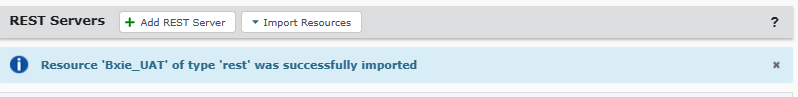 REST Servers + Add REST Server Import Resources ?
Resource 'Bxie_UAT' of type 'rest' was successfully imported